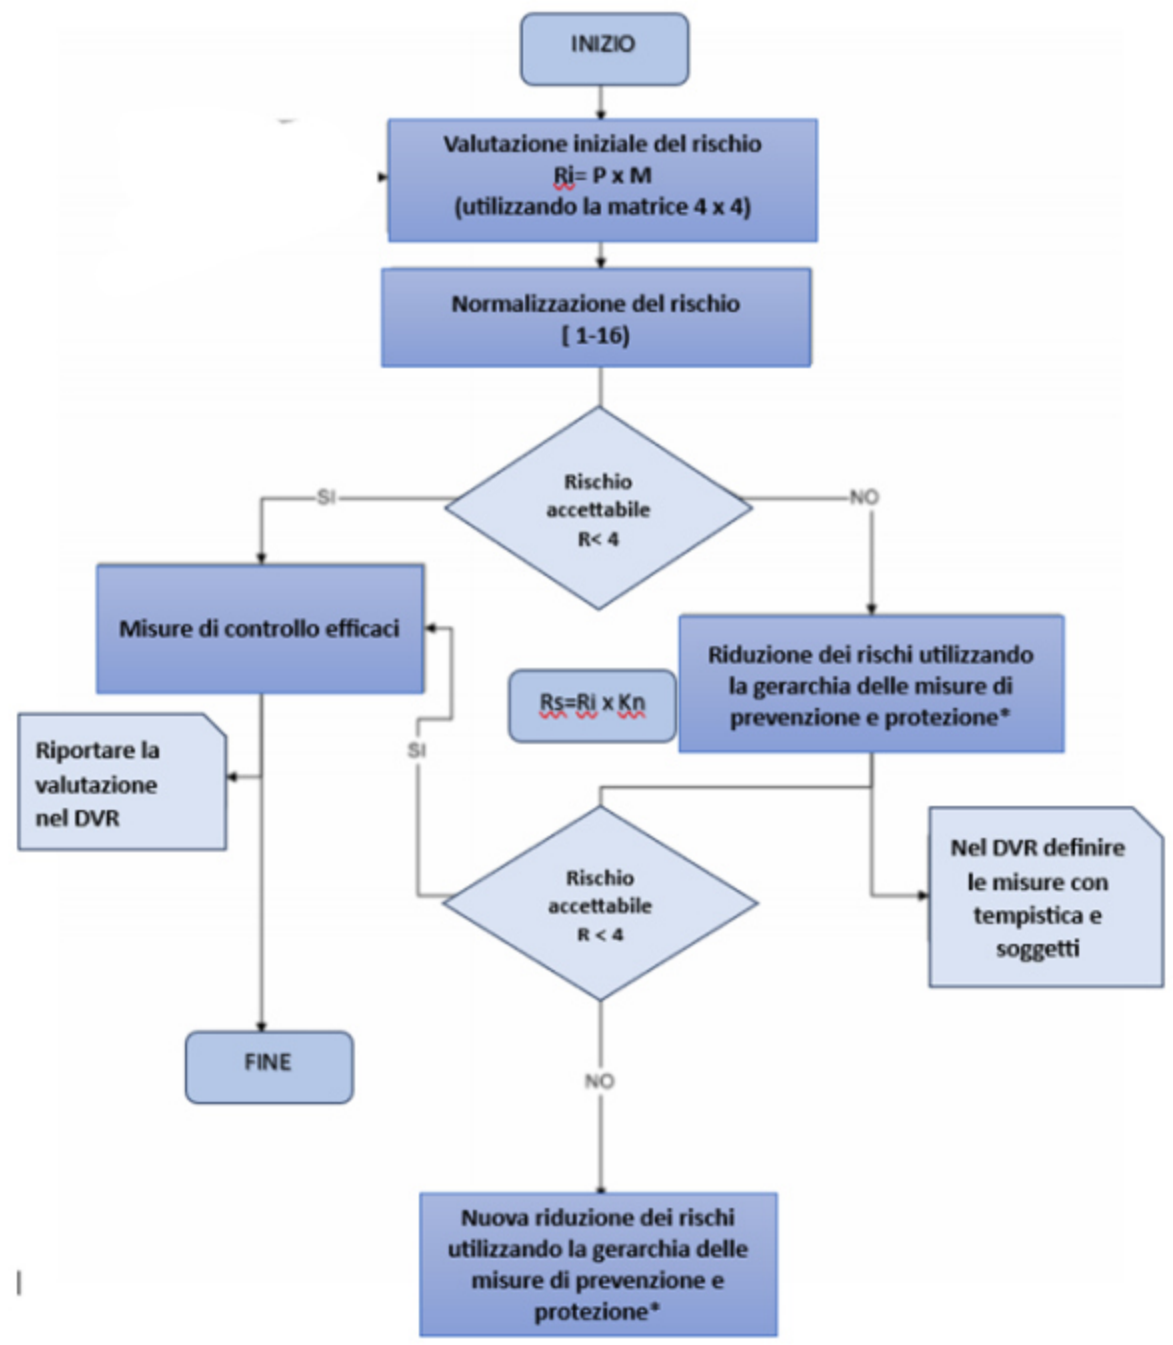 INIZIO
Valutazione iniziale del rischio
Ri= P x M
(utilizzando la matrice 4 x 4)
Normalizzazione del rischio
[ 1-16)
Rischio
accettabile
R< 4
SI
NO
Misure di controllo efficaci
Riduzione dei rischi utilizzando
la gerarchia delle misure di
prevenzione e protezione*
Rs=Ri x Kn
Riportare la
valutazione
nel DVR
SI
Rischio
accettabile
R < 4
Nel DVR definire
le misure con
tempistica e
soggetti
FINE
NO
Nuova riduzione dei rischi
utilizzando la gerarchia delle
misure di prevenzione e
protezione*